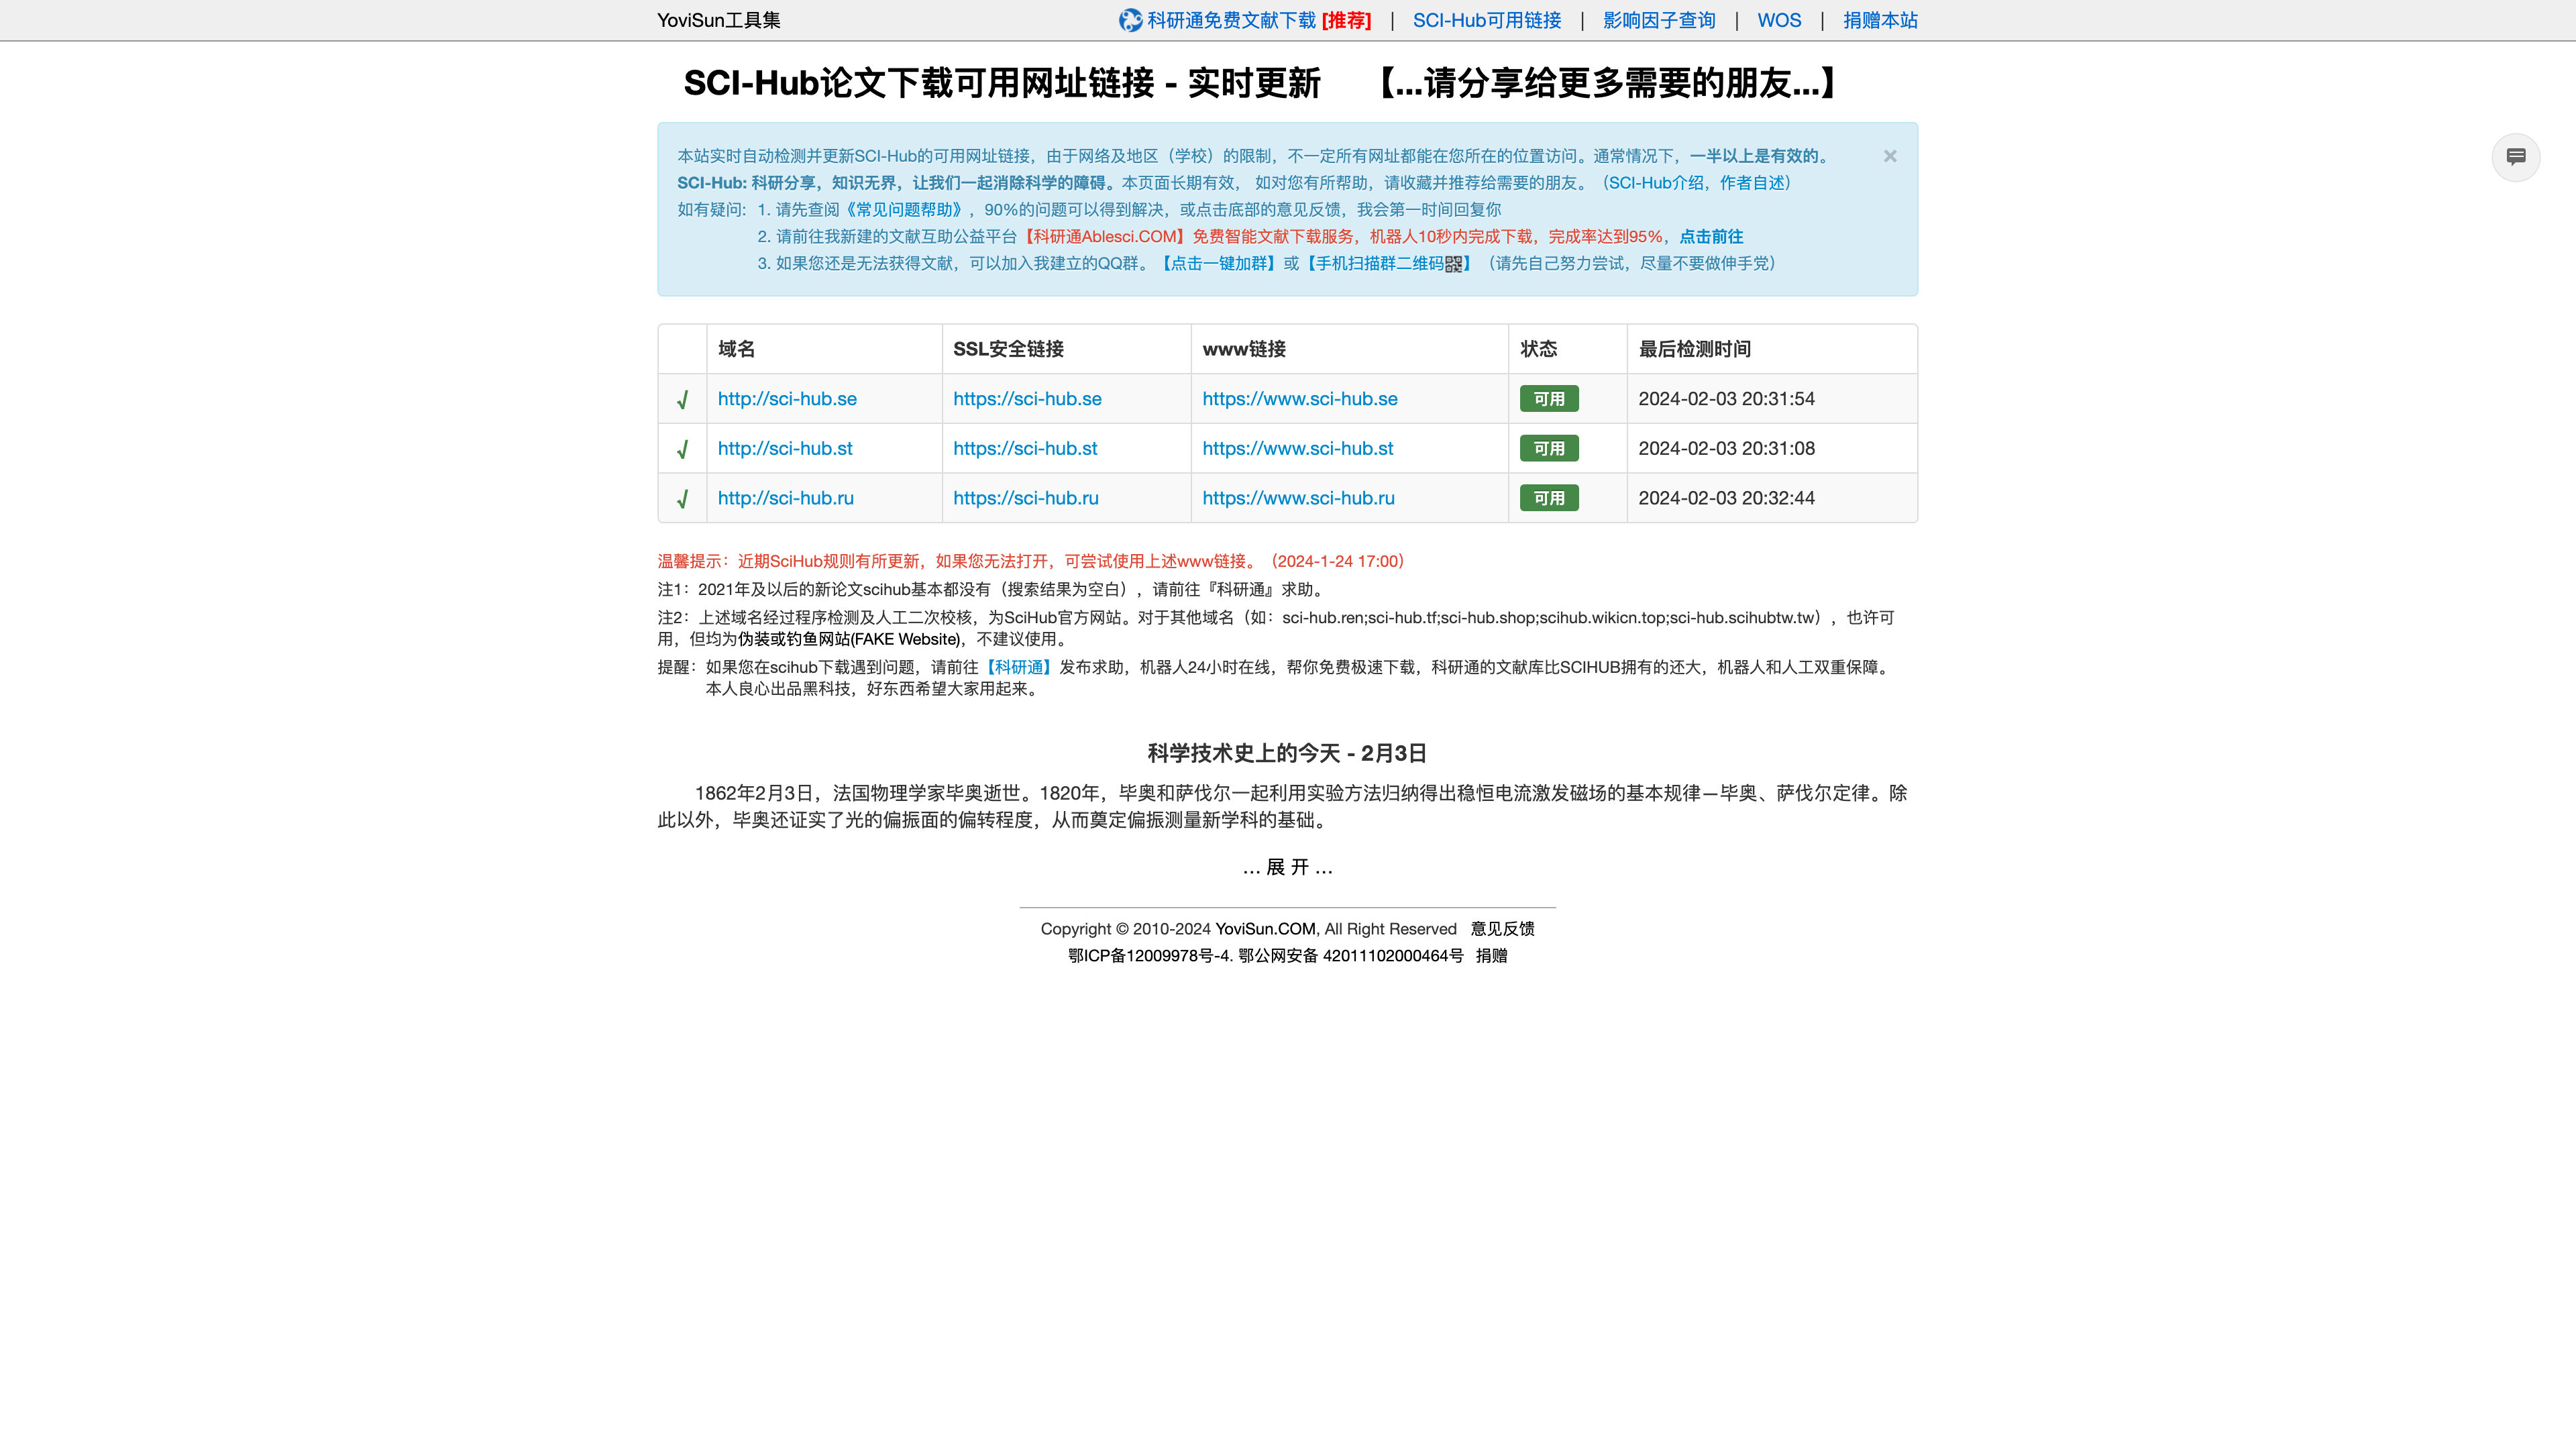 YoviSun工具集
科研通免费文献下载 [推荐] | SCI-Hub可用链接 | 影响因子查询 | WOS | 捐赠本站
SCI-Hub论文下载可用网址链接 - 实时更新 【...请分享给更多需要的朋友...】
本站实时自动检测并更新SCI-Hub的可用网址链接，由于网络及地区（学校）的限制，不一定所有网址都能在您所在的位置访问。通常情况下，一半以上是有效的。 ×
SCI-Hub: 科研分享，知识无界，让我们一起消除科学的障碍。本页面长期有效， 如对您有所帮助，请收藏并推荐给需要的朋友。（SCI-Hub介绍，作者自述）
如有疑问: 1. 请先查阅《常见问题帮助》，90%的问题可以得到解决，或点击底部的意见反馈，我会第一时间回复你
2. 请前往我新建的文献互助公益平台【科研通Ablesci.COM】免费智能文献下载服务，机器人10秒内完成下载，完成率达到95%，点击前往
3. 如果您还是无法获得文献，可以加入我建立的QQ群。【点击一键加群】或【手机扫描群二维码】（请先自己努力尝试，尽量不要做伸手党）
域名 SSL安全链接 www链接 状态 最后检测时间
√ http://sci-hub.se https://sci-hub.se https://www.sci-hub.se 可用 2024-02-03 20:31:54
√ http://sci-hub.st https://sci-hub.st https://www.sci-hub.st 可用 2024-02-03 20:31:08
√ http://sci-hub.ru https://sci-hub.ru https://www.sci-hub.ru 可用 2024-02-03 20:32:44
温馨提示：近期SciHub规则有所更新，如果您无法打开，可尝试使用上述www链接。（2024-1-24 17:00）
注1：2021年及以后的新论文scihub基本都没有（搜索结果为空白），请前往『科研通』求助。
注2：上述域名经过程序检测及人工二次校核，为SciHub官方网站。对于其他域名（如：sci-hub.ren;sci-hub.tf;sci-hub.shop;scihub.wikicn.top;sci-hub.scihubtw.tw），也许可
用，但均为伪装或钓鱼网站(FAKE Website)，不建议使用。
提醒：如果您在scihub下载遇到问题，请前往【科研通】发布求助，机器人24小时在线，帮你免费极速下载，科研通的文献库比SCIHUB拥有的还大，机器人和人工双重保障。
本人良心出品黑科技，好东西希望大家用起来。
科学技术史上的今天 - 2月3日
1862年2月3日，法国物理学家毕奥逝世。1820年，毕奥和萨伐尔一起利用实验方法归纳得出稳恒电流激发磁场的基本规律—毕奥、萨伐尔定律。除
此以外，毕奥还证实了光的偏振面的偏转程度，从而奠定偏振测量新学科的基础。
... 展 开 ...
Copyright © 2010-2024 YoviSun.COM, All Right Reserved 意见反馈
鄂ICP备12009978号-4. 鄂公网安备 42011102000464号 捐赠